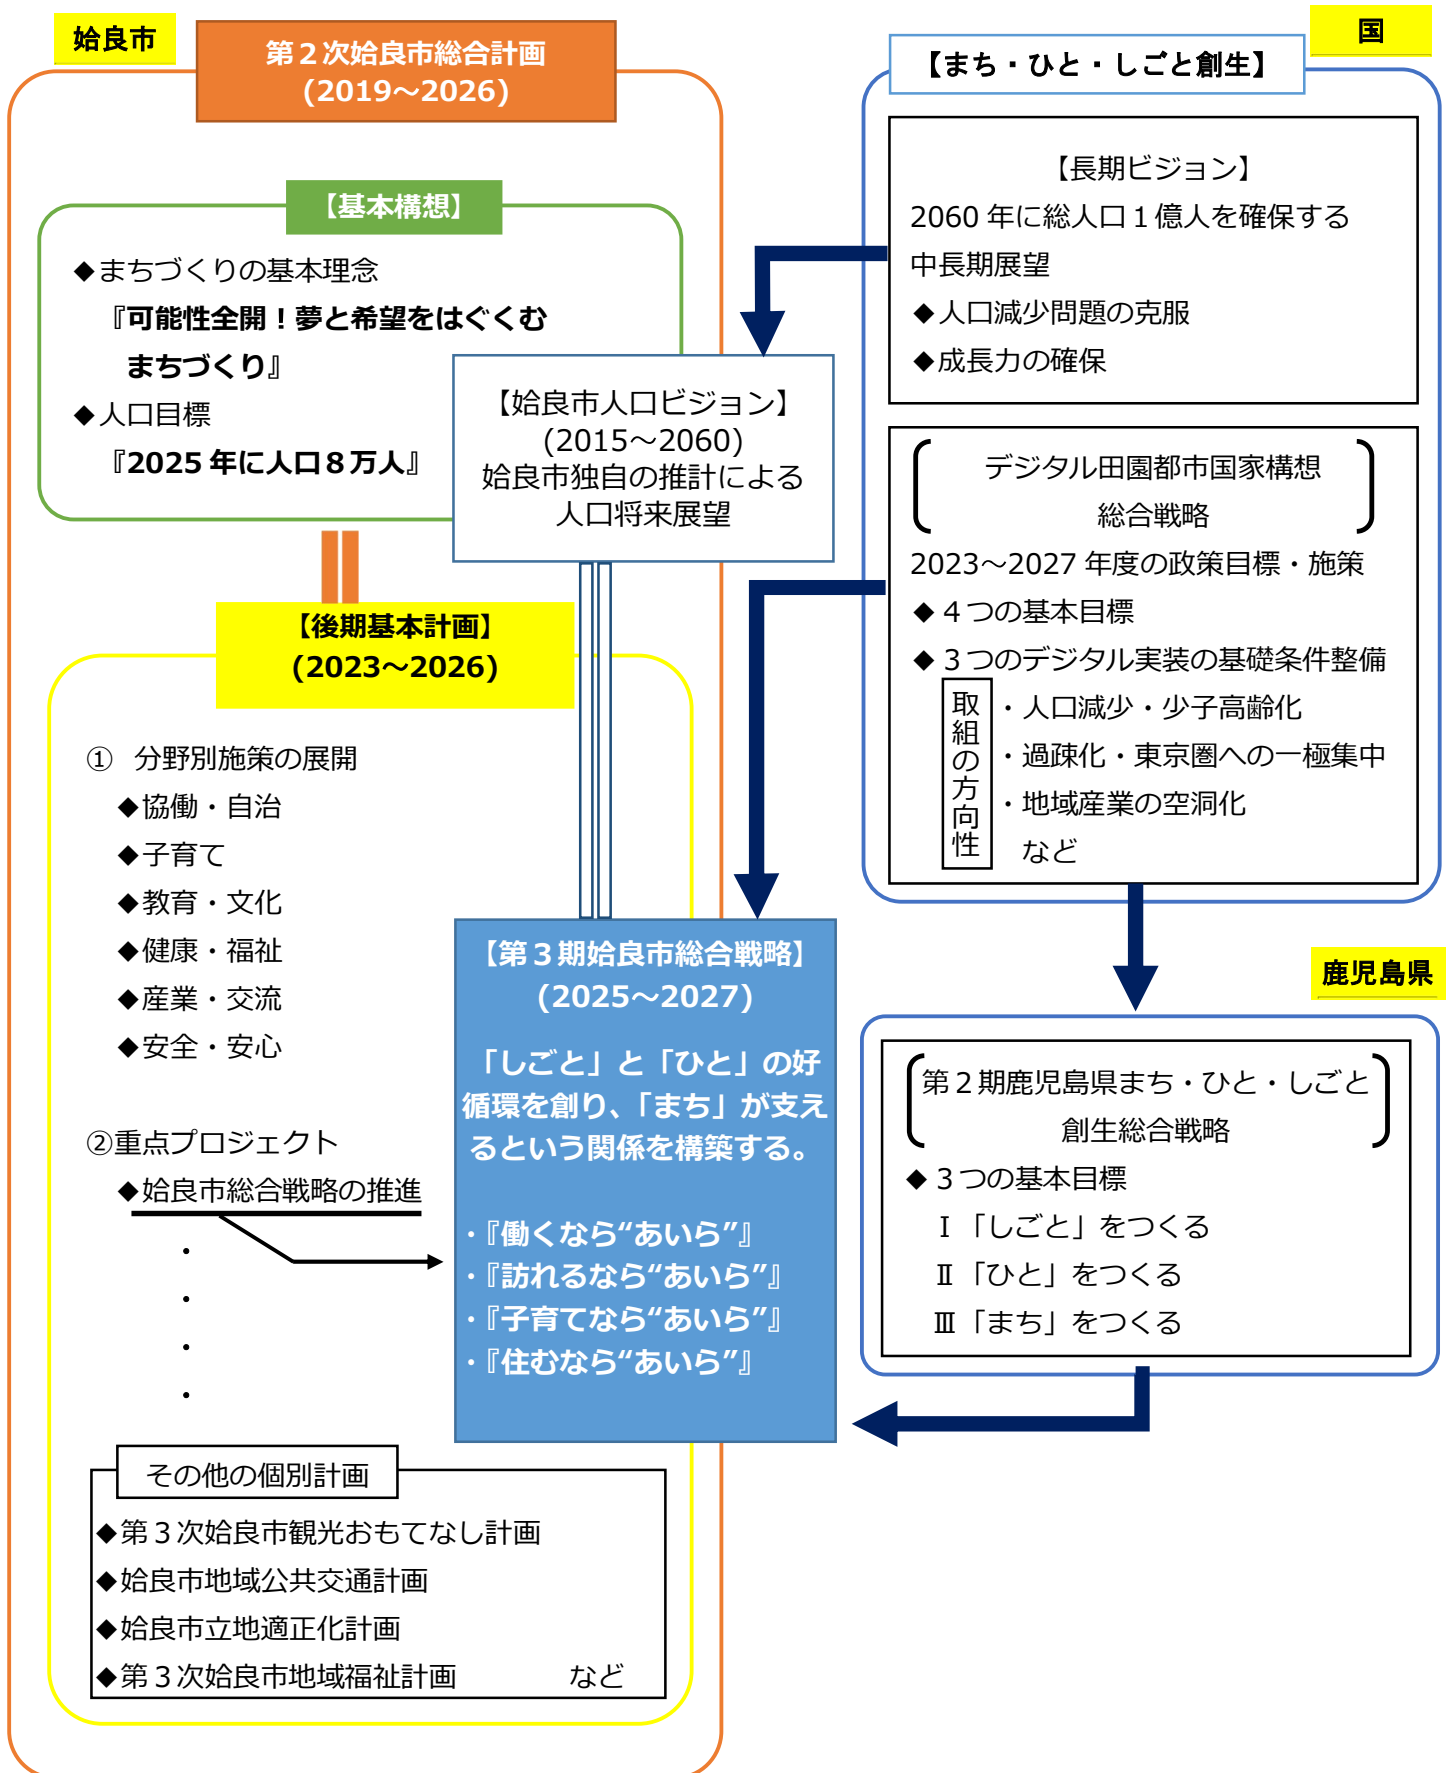 姶良市
第２次姶良市総合計画
(2019～2026)
【基本構想】
◆まちづくりの基本理念
『可能性全開！夢と希望をはぐくむ
まちづくり』
◆人口目標
『2025年に人口８万人』
【姶良市人口ビジョン】
(2015～2060)
姶良市独自の推計による
人口将来展望
【後期基本計画】
(2023～2026)
① 分野別施策の展開
◆協働・自治
◆子育て
◆教育・文化
◆健康・福祉
◆産業・交流
◆安全・安心
②重点プロジェクト
◆姶良市総合戦略の推進
・
・
・
・
【第３期姶良市総合戦略】
(2025～2027)
「しごと」と「ひと」の好
循環を創り、「まち」が支え
るという関係を構築する。
・『働くなら“あいら”』
・『訪れるなら“あいら”』
・『子育てなら“あいら”』
・『住むなら“あいら”』
その他の個別計画
◆第３次姶良市観光おもてなし計画
◆姶良市地域公共交通計画
◆姶良市立地適正化計画
◆第３次姶良市地域福祉計画 など
国
【まち・ひと・しごと創生】
【長期ビジョン】
2060年に総人口１億人を確保する
中長期展望
◆人口減少問題の克服
◆成長力の確保
デジタル田園都市国家構想
総合戦略
2023～2027年度の政策目標・施策
◆４つの基本目標
◆３つのデジタル実装の基礎条件整備
取組の方向性
・人口減少・少子高齢化
・過疎化・東京圏への一極集中
・地域産業の空洞化
など
鹿児島県
第２期鹿児島県まち・ひと・しごと
創生総合戦略
◆３つの基本目標
Ⅰ「しごと」をつくる
Ⅱ「ひと」をつくる
Ⅲ「まち」をつくる